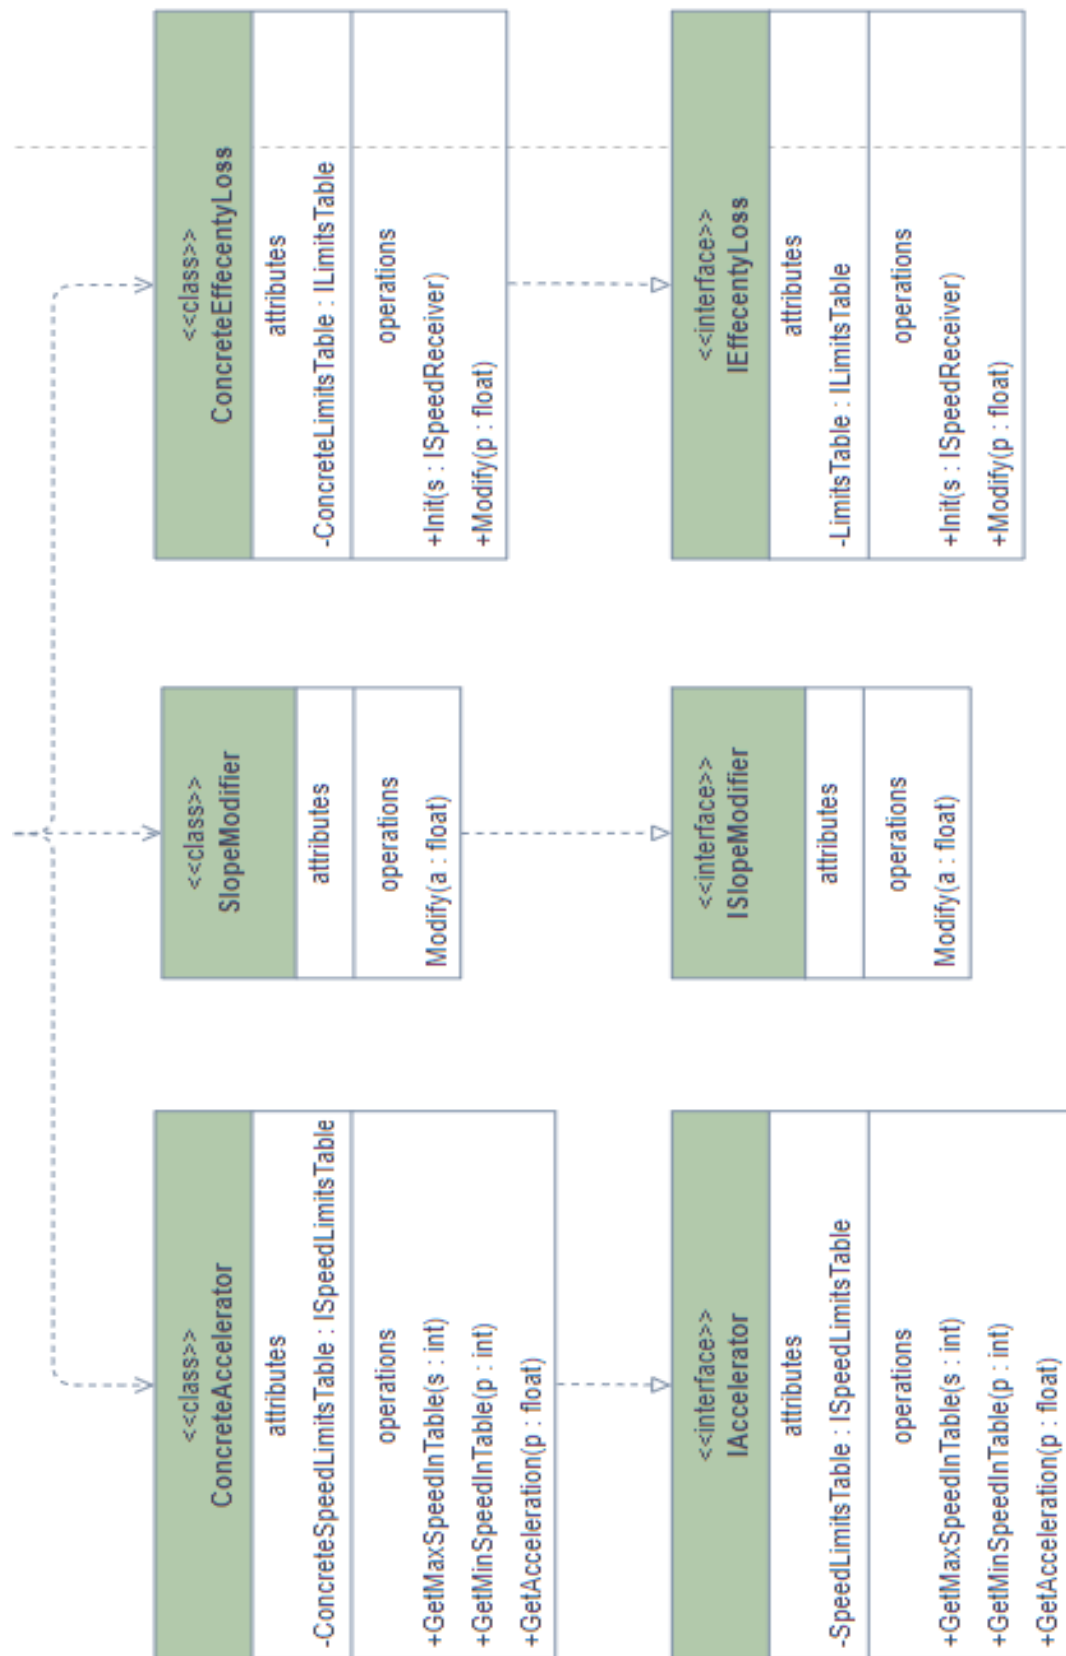 <<class>>
ConcreteAccelerator
attributes
-ConcreteSpeedLimitsTable : ISpeedLimitsTable
operations
+GetMaxSpeedInTable(s : int)
+GetMinSpeedInTable(p : int)
+GetAcceleration(p : float)
<<class>>
SlopeModifier
attributes
operations
Modify(a : float)
<<class>>
ConcreteEffecentyLoss
attributes
-ConcreteLimitsTable : ILimitsTable
operations
+Init(s : ISpeedReceiver)
+Modify(p : float)
<<interface>>
IAccelerator
attributes
-SpeedLimitsTable : ISpeedLimitsTable
operations
+GetMaxSpeedInTable(s : int)
+GetMinSpeedInTable(p : int)
+GetAcceleration(p : float)
<<interface>>
ISlopeModifier
attributes
operations
Modify(a : float)
<<interface>>
IEffecentyLoss
attributes
-LimitsTable : ILimitsTable
operations
+Init(s : ISpeedReceiver)
+Modify(p : float)